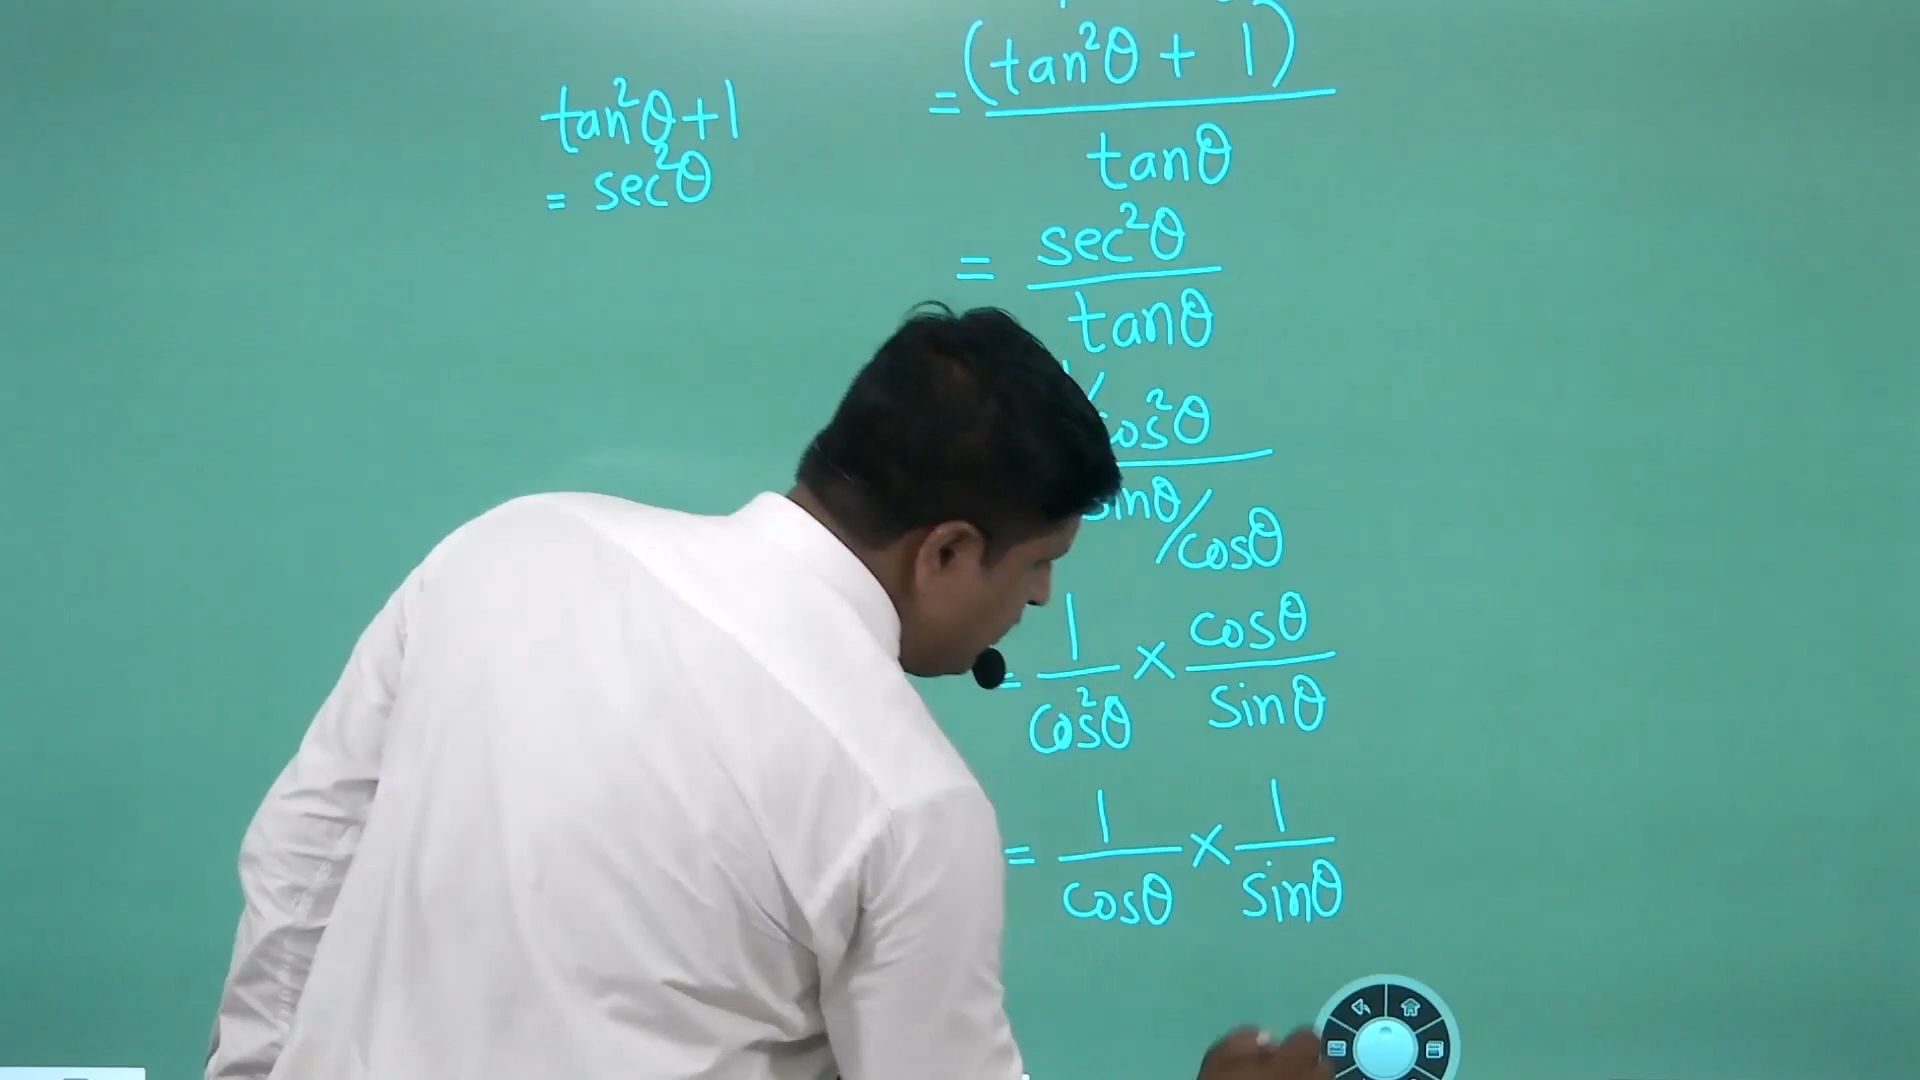 tan²θ+1
= sec²θ
= (tan²θ + 1)
tanθ
= sec²θ
tanθ
cos²θ
sinθ/cosθ
= 1/cos²θ × cosθ/sinθ
= 1/cosθ × 1/sinθ